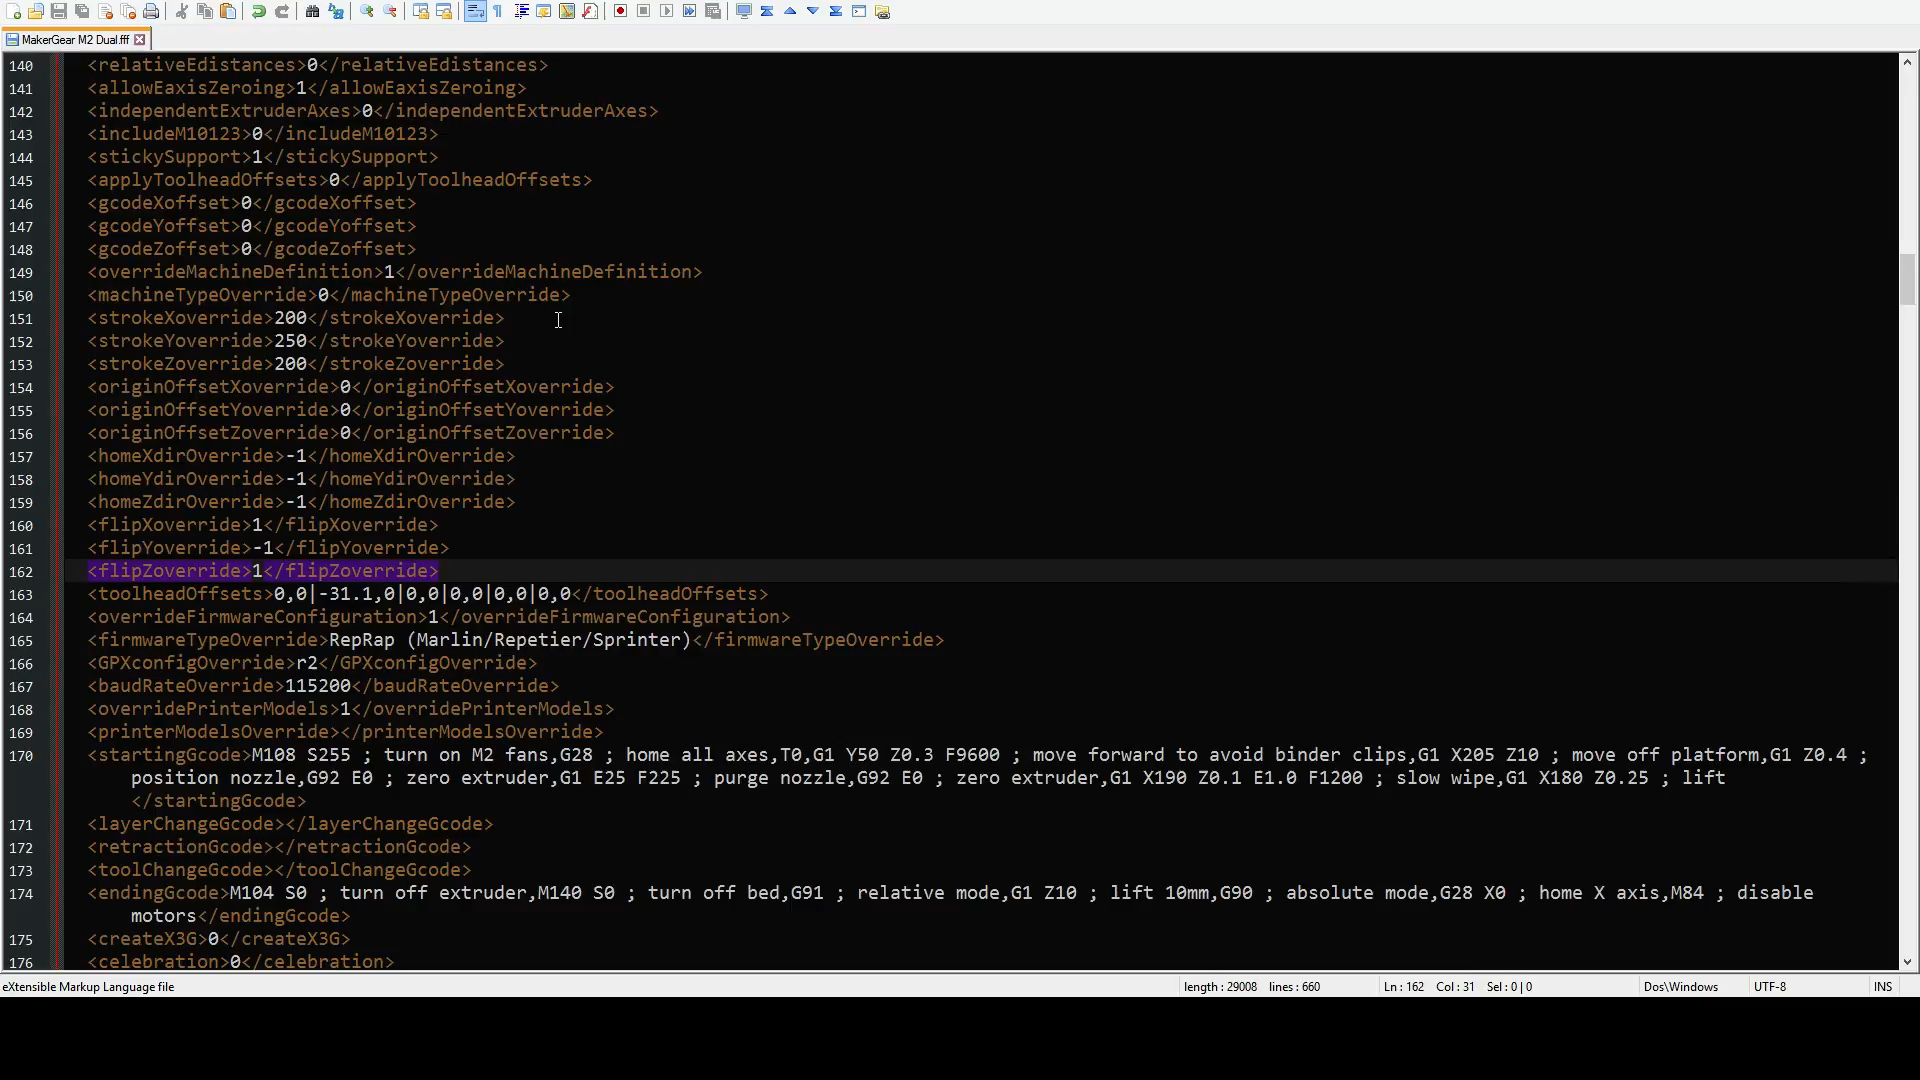 MakerGear M2 Dual.fff
140 <relativeEdistances>0</relativeEdistances>
141 <allowEaxisZeroing>1</allowEaxisZeroing>
142 <independentExtruderAxes>0</independentExtruderAxes>
143 <includeM10123>0</includeM10123>
144 <stickySupport>1</stickySupport>
145 <applyToolheadOffsets>0</applyToolheadOffsets>
146 <gcodeXoffset>0</gcodeXoffset>
147 <gcodeYoffset>0</gcodeYoffset>
148 <gcodeZoffset>0</gcodeZoffset>
149 <overrideMachineDefinition>1</overrideMachineDefinition>
150 <machineTypeOverride>0</machineTypeOverride>
151 <strokeXoverride>200</strokeXoverride>
152 <strokeYoverride>250</strokeYoverride>
153 <strokeZoverride>200</strokeZoverride>
154 <originOffsetXoverride>0</originOffsetXoverride>
155 <originOffsetYoverride>0</originOffsetYoverride>
156 <originOffsetZoverride>0</originOffsetZoverride>
157 <homeXdirOverride>-1</homeXdirOverride>
158 <homeYdirOverride>-1</homeYdirOverride>
159 <homeZdirOverride>-1</homeZdirOverride>
160 <flipXoverride>1</flipXoverride>
161 <flipYoverride>-1</flipYoverride>
162 <flipZoverride>1</flipZoverride>
163 <toolheadOffsets>0,0|-31.1,0|0,0|0,0|0,0|0,0</toolheadOffsets>
164 <overrideFirmwareConfiguration>1</overrideFirmwareConfiguration>
165 <firmwareTypeOverride>RepRap (Marlin/Repetier/Sprinter)</firmwareTypeOverride>
166 <GPXconfigOverride>r2</GPXconfigOverride>
167 <baudRateOverride>115200</baudRateOverride>
168 <overridePrinterModels>1</overridePrinterModels>
169 <printerModelsOverride></printerModelsOverride>
170 <startingGcode>M108 S255 ; turn on M2 fans,G28 ; home all axes,T0,G1 Y50 Z0.3 F9600 ; move forward to avoid binder clips,G1 X205 Z10 ; move off platform,G1 Z0.4 ;
position nozzle,G92 E0 ; zero extruder,G1 E25 F225 ; purge nozzle,G92 E0 ; zero extruder,G1 X190 Z0.1 E1.0 F1200 ; slow wipe,G1 X180 Z0.25 ; lift
</startingGcode>
171 <layerChangeGcode></layerChangeGcode>
172 <retractionGcode></retractionGcode>
173 <toolChangeGcode></toolChangeGcode>
174 <endingGcode>M104 S0 ; turn off extruder,M140 S0 ; turn off bed,G91 ; relative mode,G1 Z10 ; lift 10mm,G90 ; absolute mode,G28 X0 ; home X axis,M84 ; disable
motors</endingGcode>
175 <createX3G>0</createX3G>
176 <celebration>0</celebration>
eXtensible Markup Language file length : 29008 lines : 660 Ln : 162 Col : 31 Sel : 0 | 0 Dos\Windows UTF-8 INS